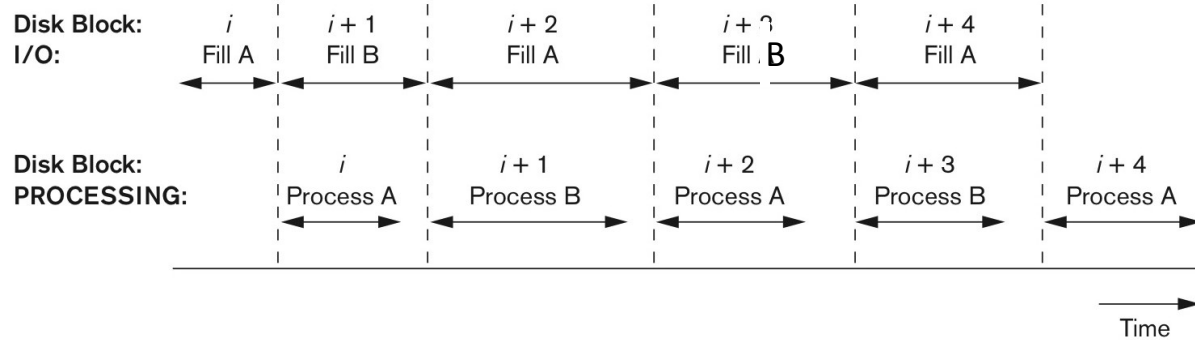 Disk Block: i i + 1 i + 2 i + 3 i + 4
I/O: Fill A Fill B Fill A Fill B Fill A
Disk Block: i i + 1 i + 2 i + 3 i + 4
PROCESSING: Process A Process B Process A Process B Process A
Time